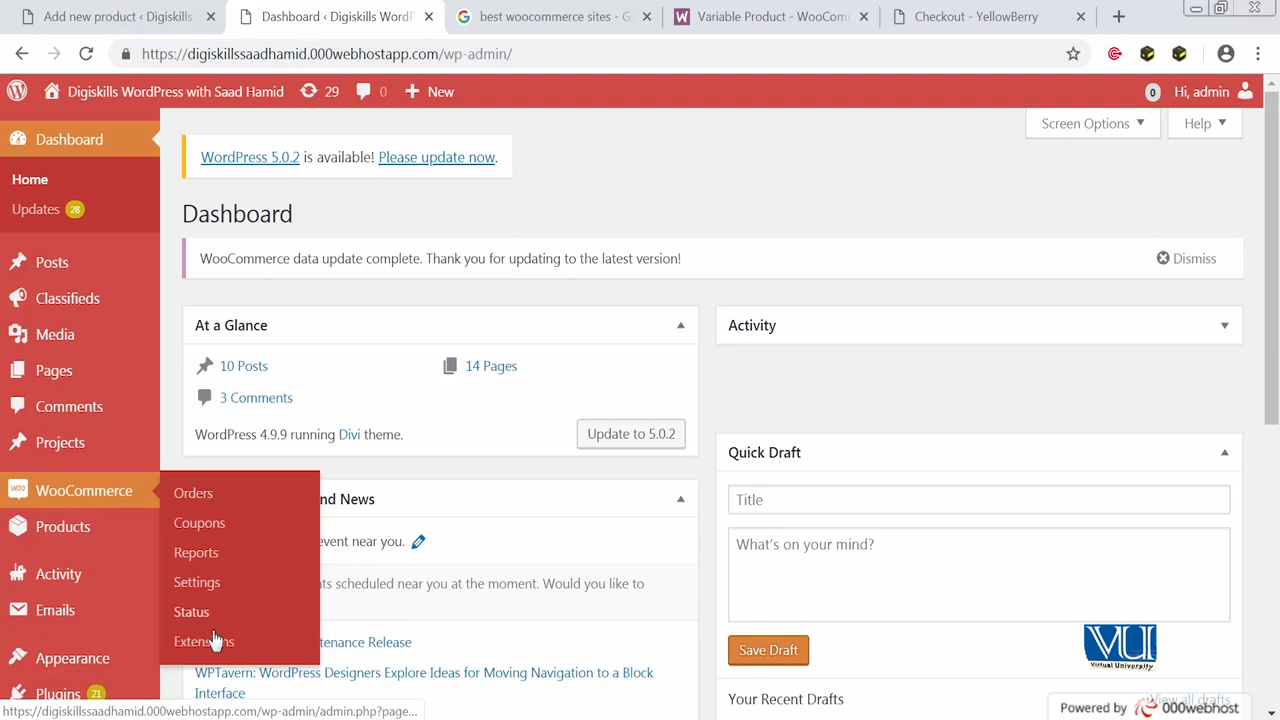 Add new product ‹ Digiskills
Dashboard ‹ Digiskills WordP
best woocommerce sites - G
Variable Product - WooCom
Checkout - YellowBerry
https://digiskillssaadhamid.000webhostapp.com/wp-admin/
Digiskills WordPress with Saad Hamid
29
0
New
0
Hi, admin
Dashboard
Home
Updates 28
Posts
Classifieds
Media
Pages
Comments
Projects
WooCommerce
Products
Activity
Emails
Appearance
Plugins 21
Orders
Coupons
Reports
Settings
Status
Extensions
Screen Options
Help
WordPress 5.0.2 is available! Please update now.
Dashboard
WooCommerce data update complete. Thank you for updating to the latest version!
Dismiss
At a Glance
10 Posts
14 Pages
3 Comments
WordPress 4.9.9 running Divi theme.
Update to 5.0.2
nd News
event near you.
ts scheduled near you at the moment. Would you like to
tenance Release
WPTavern: WordPress Designers Explore Ideas for Moving Navigation to a Block
Interface
Activity
Quick Draft
Title
What's on your mind?
Save Draft
Your Recent Drafts
View all drafts
VU
Virtual University
Powered by 000webhost
https://digiskillssaadhamid.000webhostapp.com/wp-admin/admin.php?page...